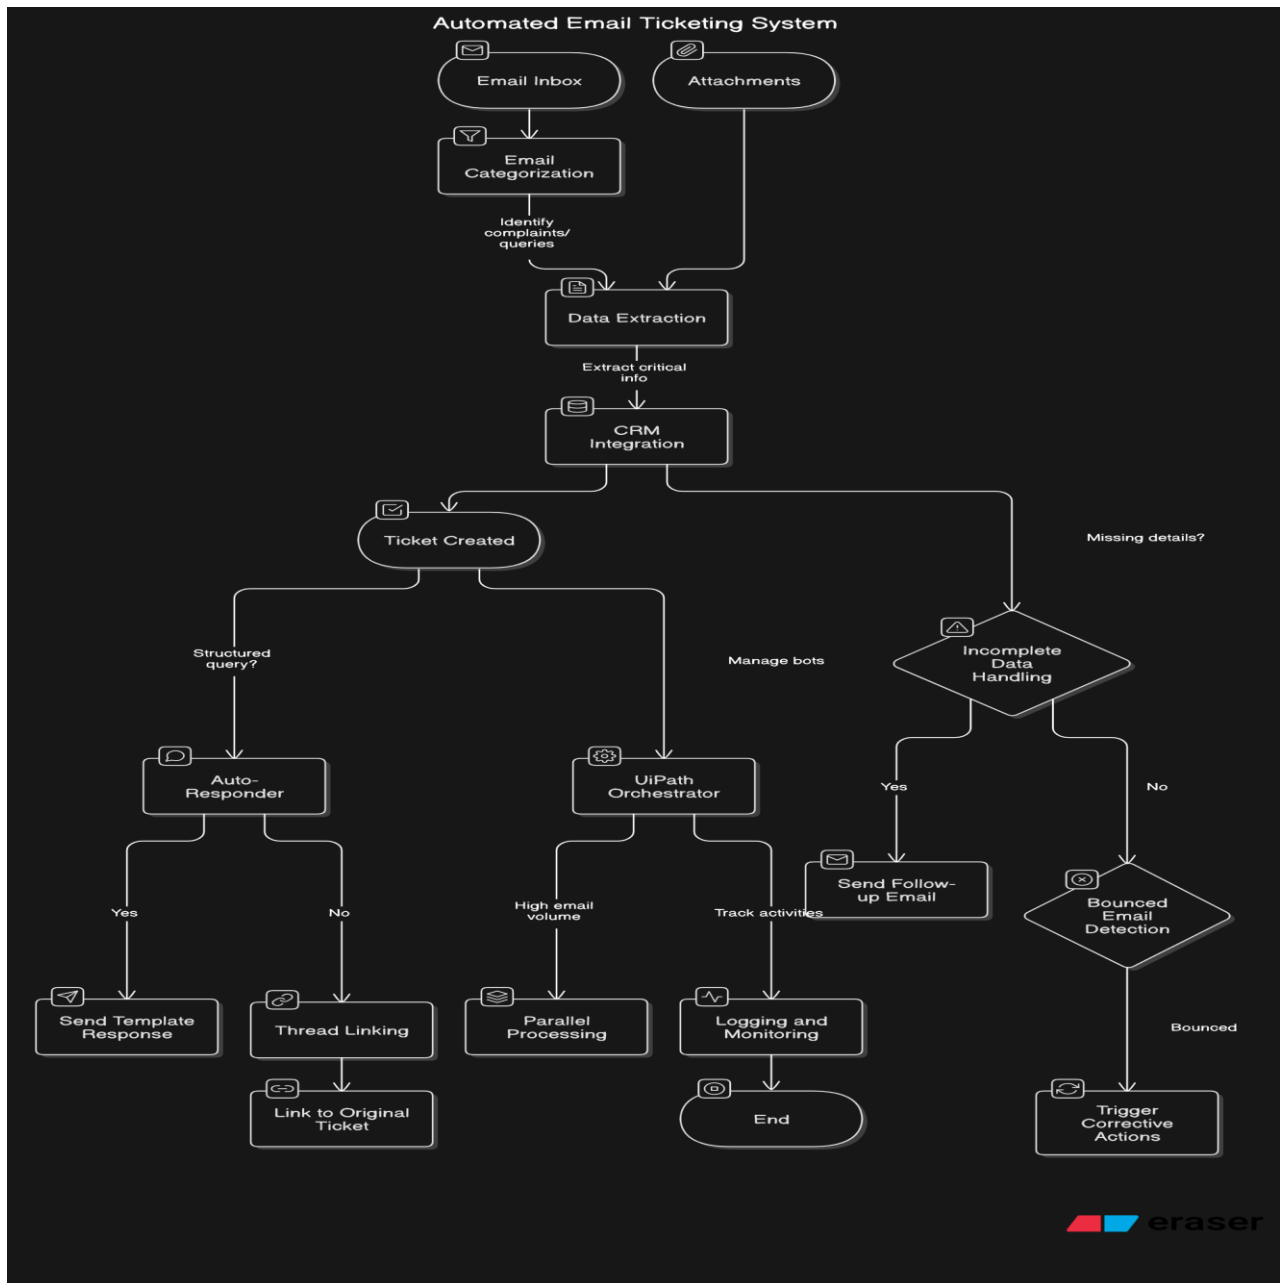 Automated Email Ticketing System
Email Inbox
Attachments
Email
Categorization
Identify
complaints/
queries
Data Extraction
Extract critical
info
CRM
Integration
Ticket Created
Missing details?
Structured
query?
Manage bots
Incomplete
Data
Handling
Auto-
Responder
UiPath
Orchestrator
Yes
No
Send Follow-
up Email
Bounced
Email
Detection
Yes
No
High email
volume
Track activities
Send Template
Response
Thread Linking
Parallel
Processing
Logging and
Monitoring
Bounced
Link to Original
Ticket
End
Trigger
Corrective
Actions
eraser